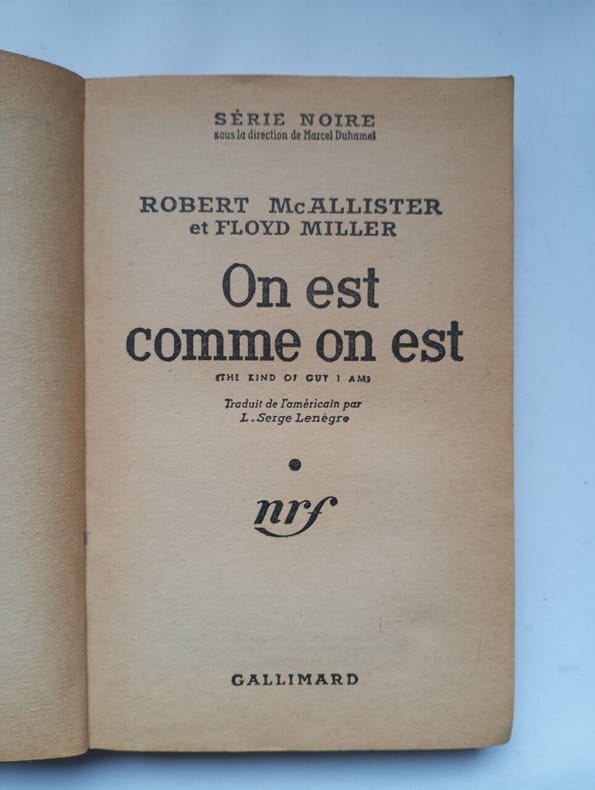 SÉRIE NOIRE
sous la direction de Marcel Duhamel
ROBERT McALLISTER
et FLOYD MILLER
On est
comme on est
(THE KIND OF GUY I AM)
Traduit de l'américain par
L. Serge Lenègre
nrf
GALLIMARD